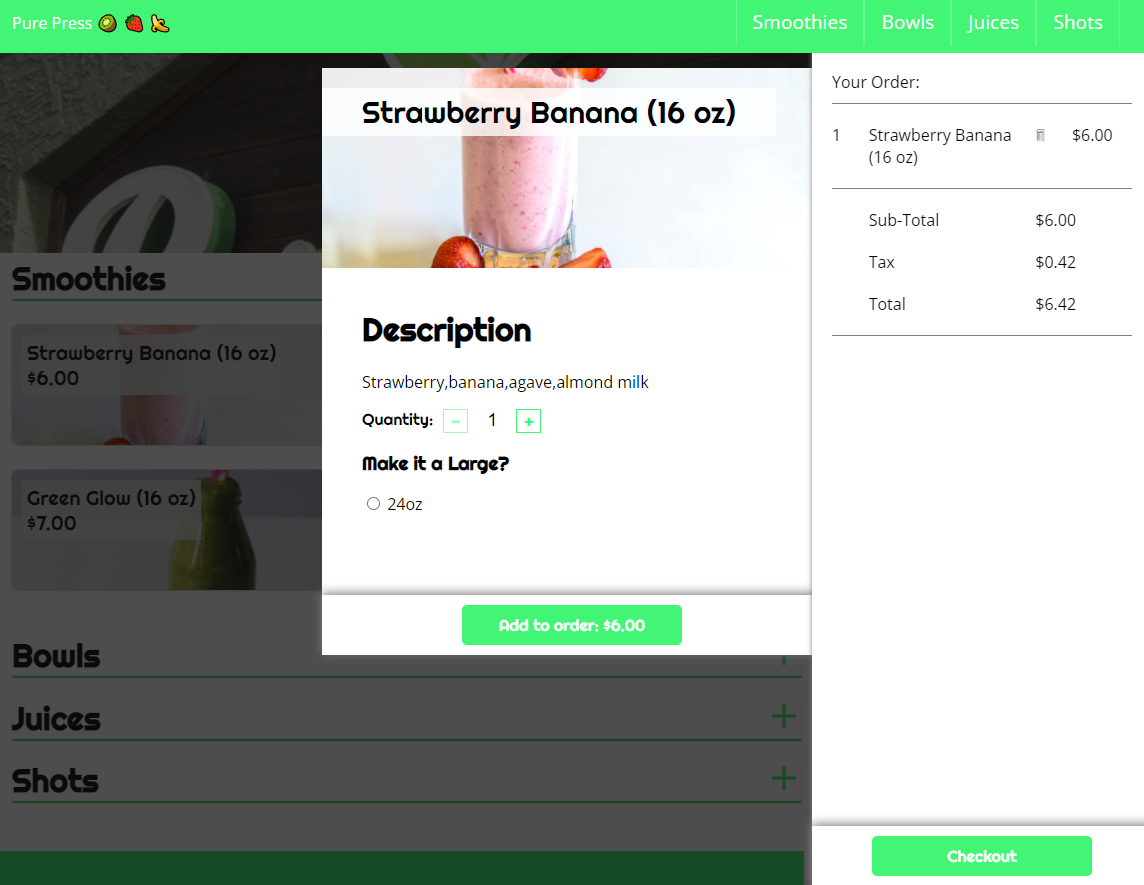 Pure Press 🥝 🍓 🍌
Smoothies
Bowls
Juices
Shots
Strawberry Banana (16 oz)
Description
Strawberry,banana,agave,almond milk
Quantity: − 1 +
Make it a Large?
24oz
Add to order: $6.00
Your Order:
1 Strawberry Banana $6.00
(16 oz)
Sub-Total $6.00
Tax $0.42
Total $6.42
Checkout
Smoothies
Strawberry Banana (16 oz)
$6.00
Green Glow (16 oz)
$7.00
Bowls +
Juices +
Shots +